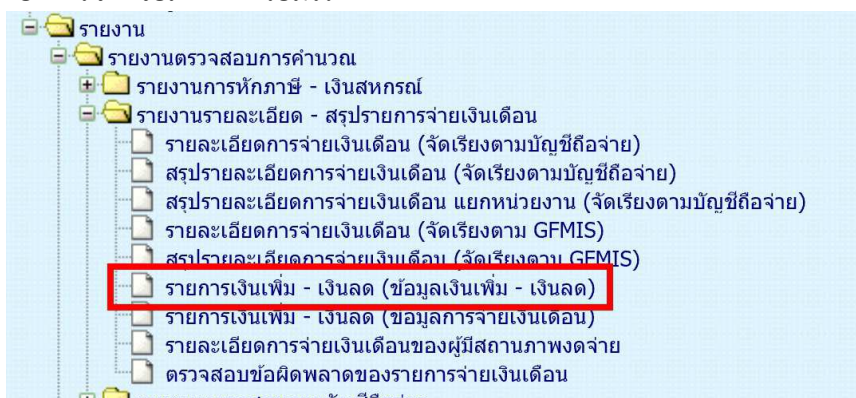 รายงาน
รายงานตรวจสอบการคำนวณ
รายงานการหักภาษี - เงินสหกรณ์
รายงานรายละเอียด - สรุปรายการจ่ายเงินเดือน
รายละเอียดการจ่ายเงินเดือน (จัดเรียงตามบัญชีถือจ่าย)
สรุปรายละเอียดการจ่ายเงินเดือน (จัดเรียงตามบัญชีถือจ่าย)
สรุปรายละเอียดการจ่ายเงินเดือน แยกหน่วยงาน (จัดเรียงตามบัญชีถือจ่าย)
รายละเอียดการจ่ายเงินเดือน (จัดเรียงตาม GFMIS)
สรุปรายละเอียดการจ่ายเงินเดือน (จัดเรียงตาม GFMIS)
รายการเงินเพิ่ม - เงินลด (ข้อมูลเงินเพิ่ม - เงินลด)
รายการเงินเพิ่ม - เงินลด (ข้อมูลการจ่ายเงินเดือน)
รายละเอียดการจ่ายเงินเดือนของผู้มีสถานภาพงดจ่าย
ตรวจสอบข้อผิดพลาดของรายการจ่ายเงินเดือน